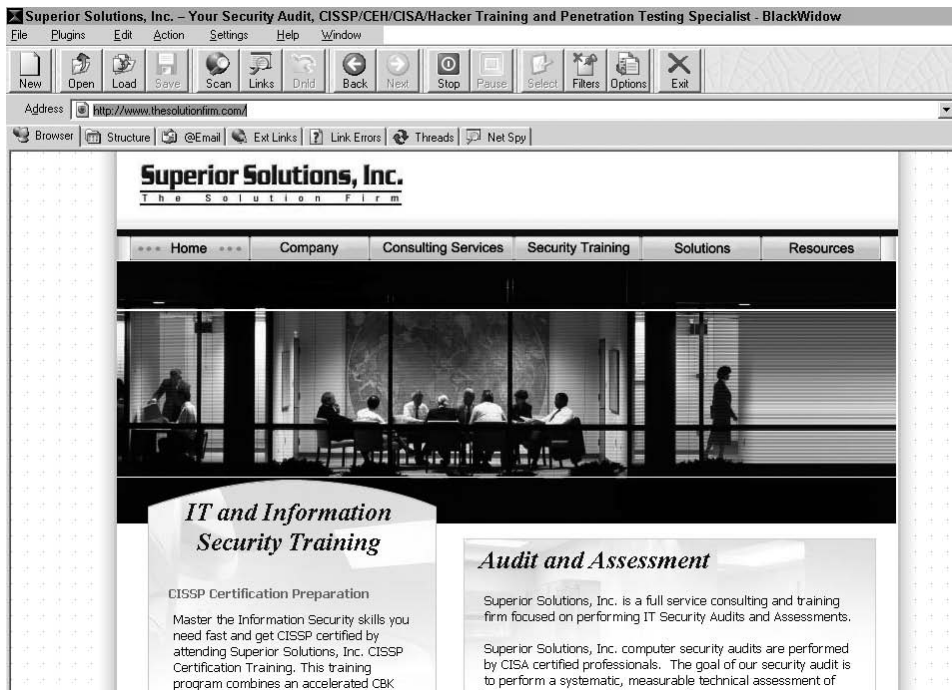 Superior Solutions, Inc. – Your Security Audit, CISSP/CEH/CISA/Hacker Training and Penetration Testing Specialist - BlackWidow
File Plugins Edit Action Settings Help Window
New Open Load Save Scan Links Dnld Back Next Stop Pause Select Filters Options Exit
Address http://www.thesolutionfirm.com/
Browser Structure @Email Ext Links Link Errors Threads Net Spy
Superior Solutions, Inc.
The Solution Firm
Home Company Consulting Services Security Training Solutions Resources
IT and Information
Security Training
CISSP Certification Preparation
Master the Information Security skills you
need fast and get CISSP certified by
attending Superior Solutions, Inc. CISSP
Certification Training. This training
program combines an accelerated CBK
Audit and Assessment
Superior Solutions, Inc. is a full service consulting and training
firm focused on performing IT Security Audits and Assessments.
Superior Solutions, Inc. computer security audits are performed
by CISA certified professionals. The goal of our security audit is
to perform a systematic, measurable technical assessment of